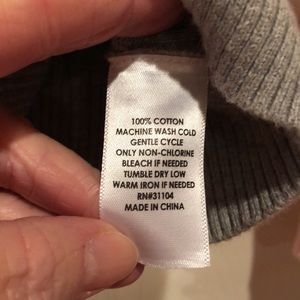 100% COTTON
MACHINE WASH COLD
GENTLE CYCLE
ONLY NON-CHLORINE
BLEACH IF NEEDED
TUMBLE DRY LOW
WARM IRON IF NEEDED
RN#31104
MADE IN CHINA